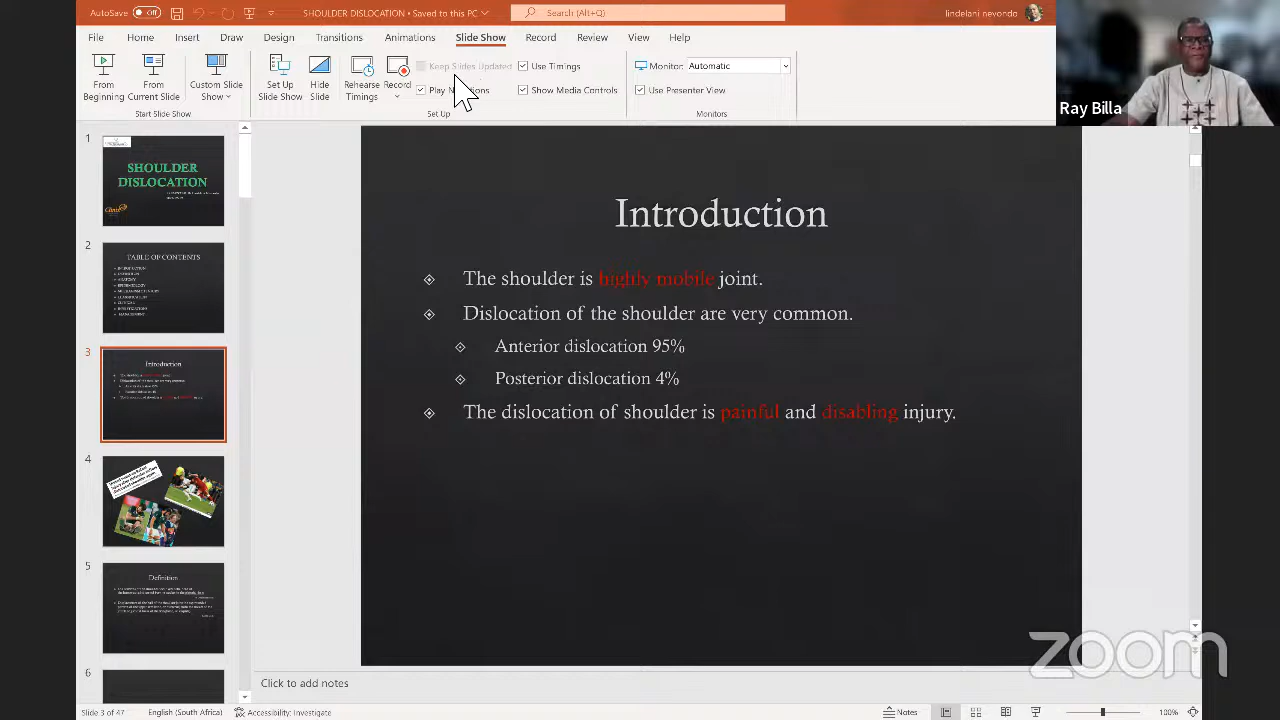 AutoSave Off SHOULDER DISLOCATION • Saved to this PC Search (Alt+Q) lindelani nevondo
File Home Insert Draw Design Transitions Animations Slide Show Record Review View Help
From Beginning
From Current Slide
Custom Slide Show
Start Slide Show
Set Up Slide Show
Hide Slide
Rehearse Timings
Record
Keep Slides Updated
Play
Use Timings
Show Media Controls
Set Up
Monitor: Automatic
Use Presenter View
Monitors
Ray Billa
1
SHOULDER
DISLOCATION
2
TABLE OF CONTENTS
3
Introduction
4
5
Definition
6
Introduction
The shoulder is highly mobile joint.
Dislocation of the shoulder are very common.
Anterior dislocation 95%
Posterior dislocation 4%
The dislocation of shoulder is painful and disabling injury.
zoom
Click to add notes
Slide 3 of 47 English (South Africa) Accessibility: Investigate Notes 100%